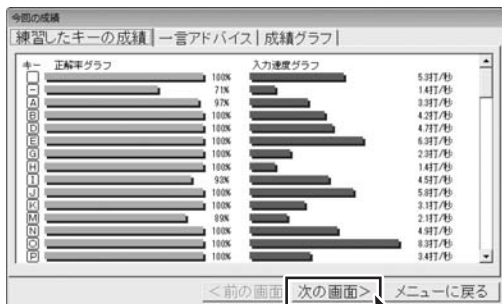 今回の成績
練習したキーの成績 一言アドバイス 成績グラフ
キー 正解率グラフ 入力速度グラフ
100% 5.3打/秒
- 71% 1.4打/秒
A 97% 3.3打/秒
B 100% 4.2打/秒
D 100% 4.7打/秒
E 100% 6.3打/秒
G 100% 2.3打/秒
H 100% 1.4打/秒
I 93% 4.5打/秒
J 100% 5.8打/秒
K 100% 3.1打/秒
M 89% 2.1打/秒
N 100% 4.9打/秒
O 100% 8.3打/秒
P 100% 3.4打/秒
<前の画面 次の画面> メニューに戻る